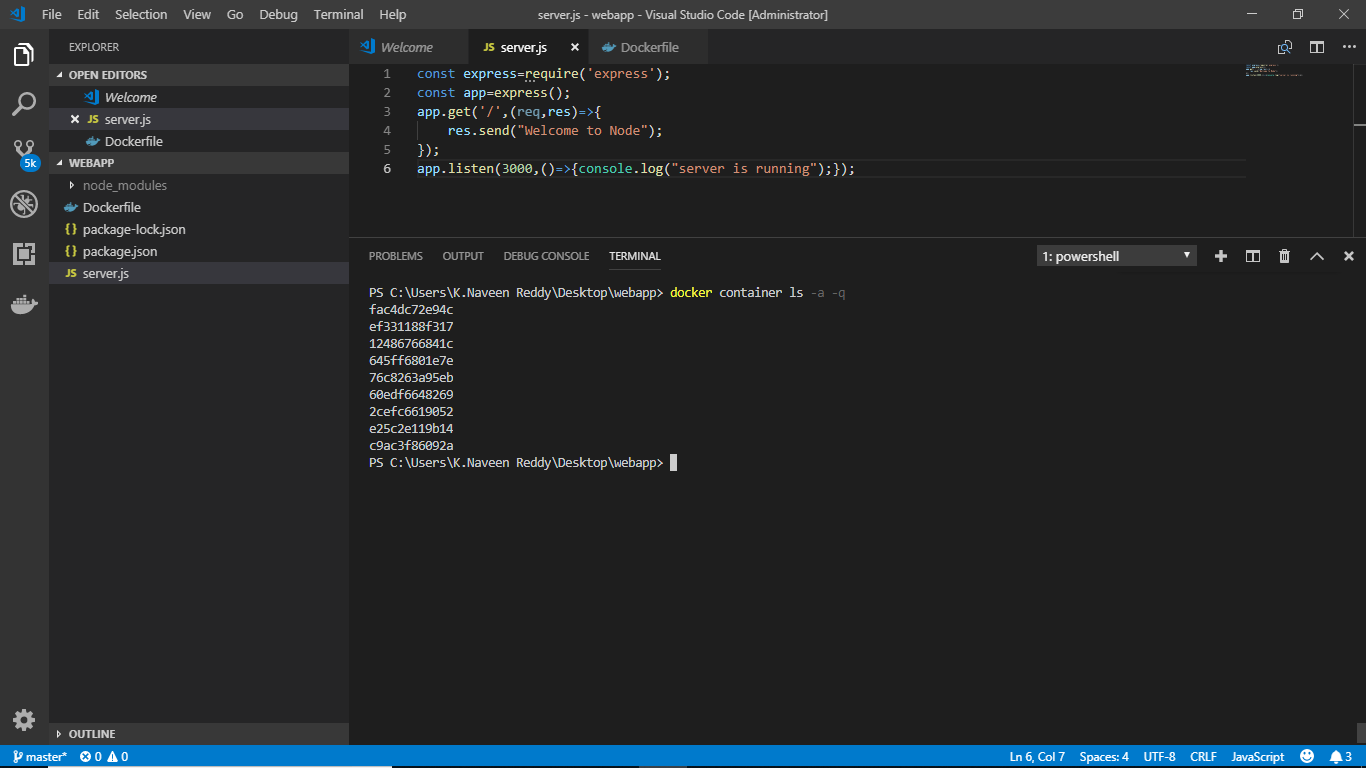 File Edit Selection View Go Debug Terminal Help server.js - webapp - Visual Studio Code [Administrator]
EXPLORER
OPEN EDITORS
Welcome
JS server.js
Dockerfile
WEBAPP
node_modules
Dockerfile
{} package-lock.json
{} package.json
JS server.js
5k
OUTLINE
Welcome JS server.js Dockerfile
1 const express=require('express');
2 const app=express();
3 app.get('/',(req,res)=>{
4 res.send("Welcome to Node");
5 });
6 app.listen(3000,()=>{console.log("server is running");});
PROBLEMS OUTPUT DEBUG CONSOLE TERMINAL 1: powershell
PS C:\Users\K.Naveen Reddy\Desktop\webapp> docker container ls -a -q
fac4dc72e94c
ef331188f317
12486766841c
645ff6801e7e
76c8263a95eb
60edf6648269
2cefc6619052
e25c2e119b14
c9ac3f86092a
PS C:\Users\K.Naveen Reddy\Desktop\webapp>
master* 0 0 Ln 6, Col 7 Spaces: 4 UTF-8 CRLF JavaScript 3